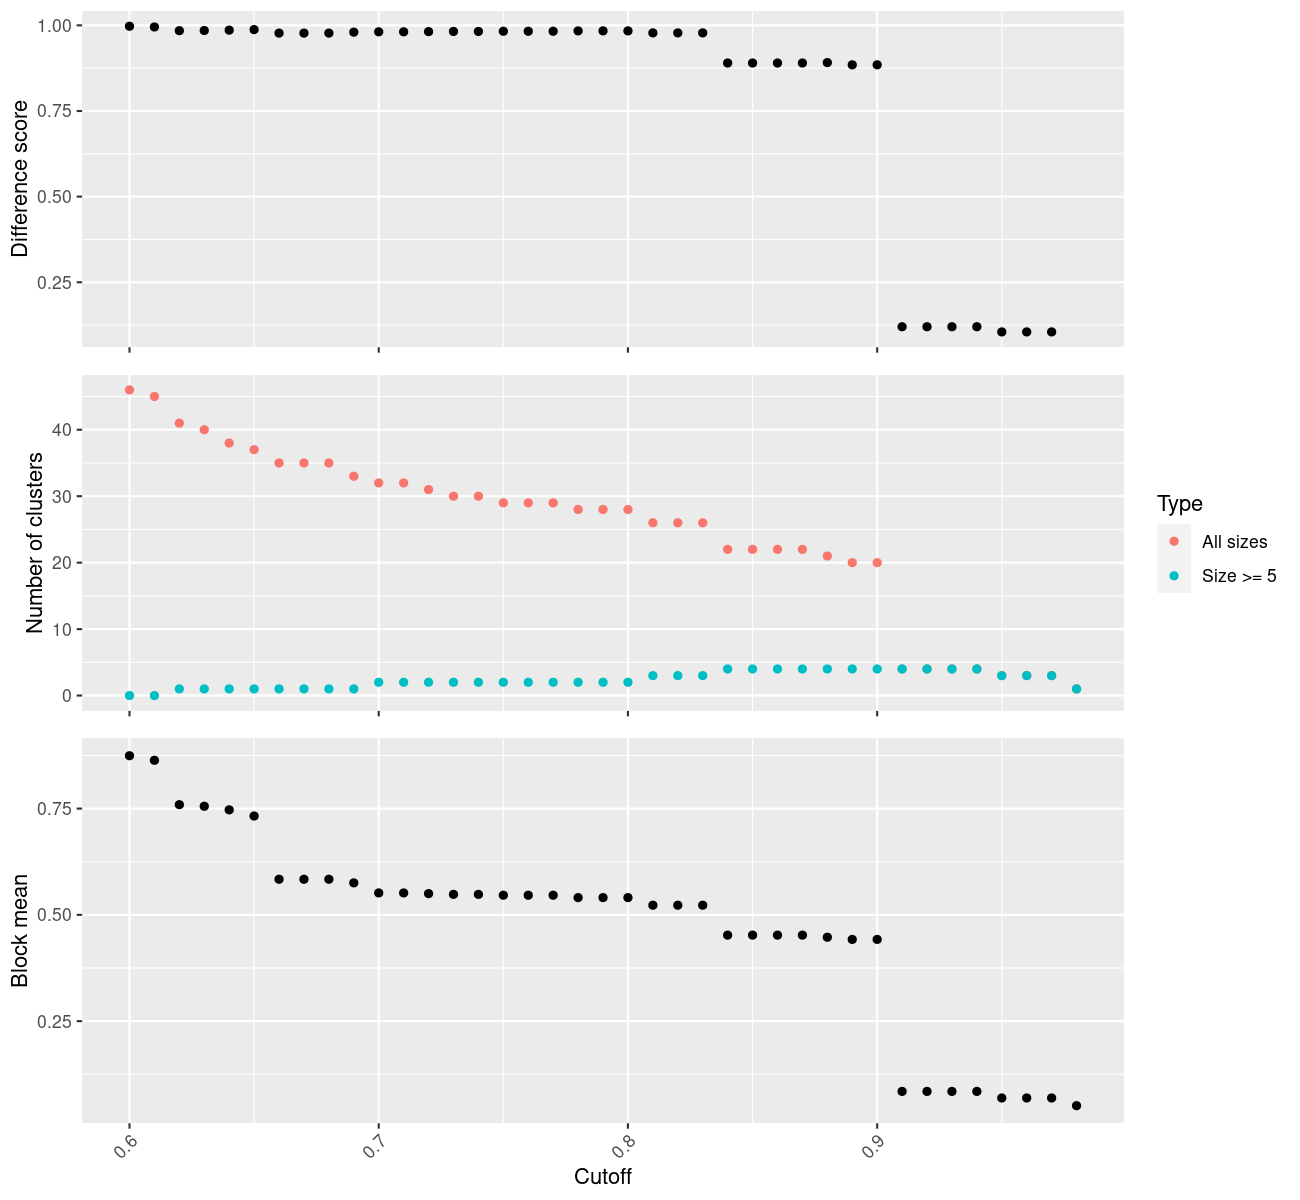 Difference score
1.00
0.75
0.50
0.25
Number of clusters
40
30
20
10
0
Type
All sizes
Size >= 5
Block mean
0.75
0.50
0.25
0.6
0.7
0.8
0.9
Cutoff